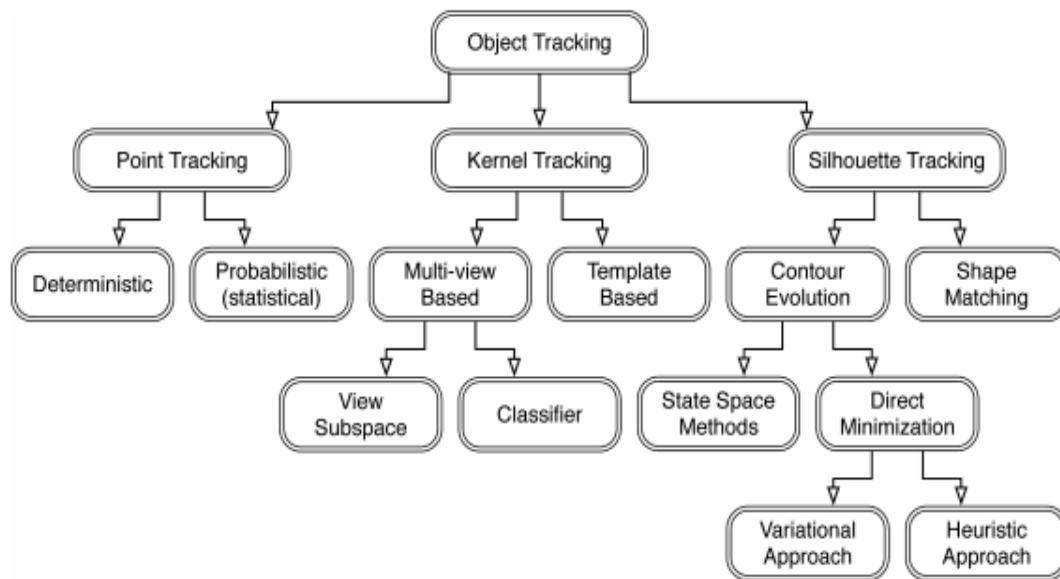 Object Tracking
Point Tracking
Kernel Tracking
Silhouette Tracking
Deterministic
Probabilistic
(statistical)
Multi-view
Based
Template
Based
Contour
Evolution
Shape
Matching
View
Subspace
Classifier
State Space
Methods
Direct
Minimization
Variational
Approach
Heuristic
Approach